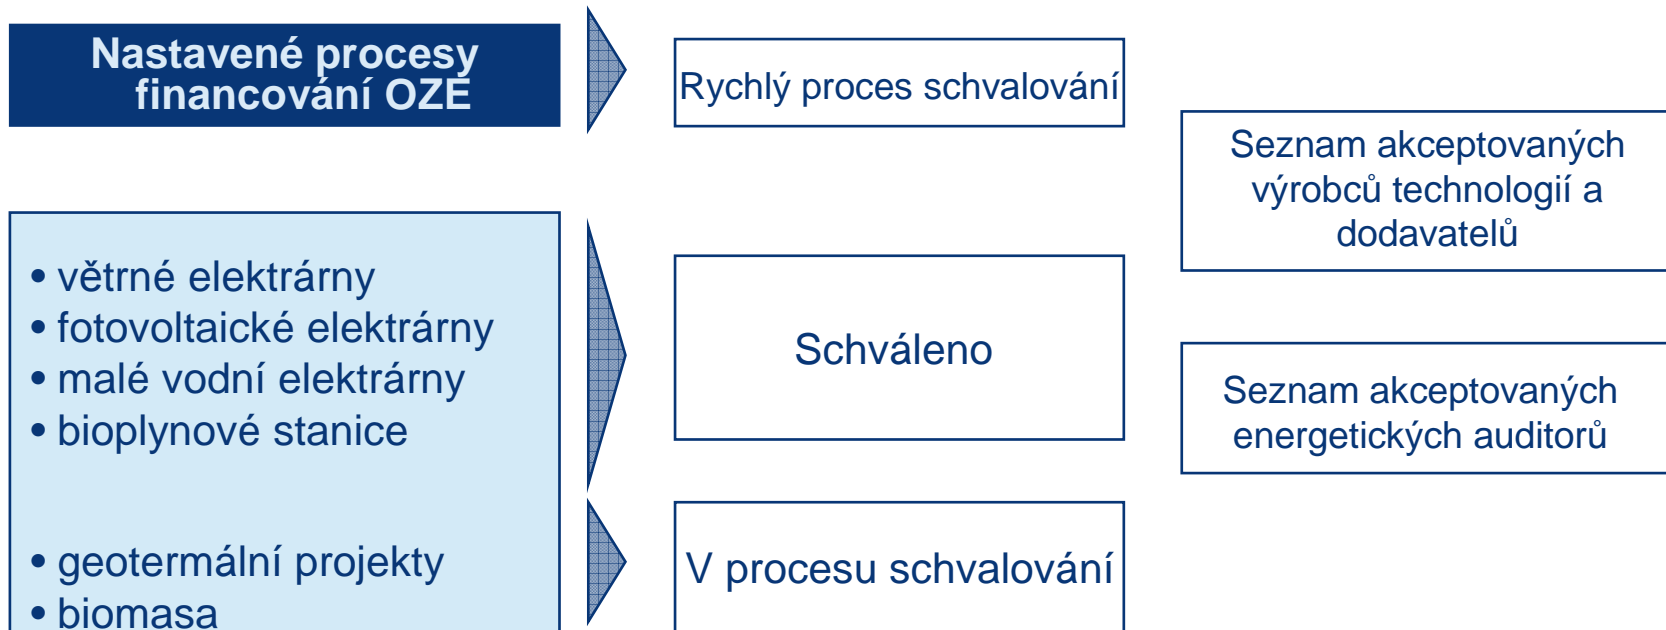 Nastavené procesy
financování OZE
Rychlý proces schvalování
Seznam akceptovaných
výrobců technologií a
dodavatelů
• větrné elektrárny
• fotovoltaické elektrárny
• malé vodní elektrárny
• bioplynové stanice
Schváleno
Seznam akceptovaných
energetických auditorů
• geotermální projekty
• biomasa
V procesu schvalování